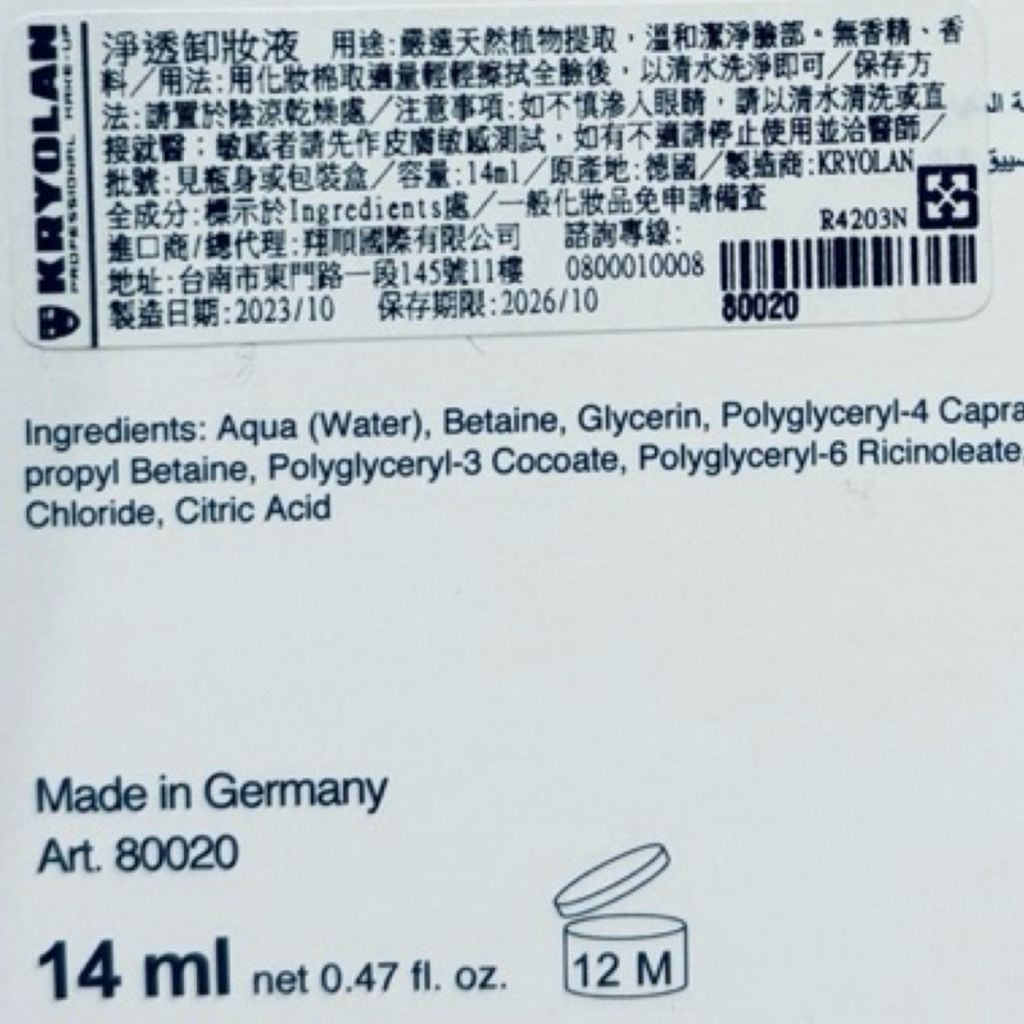 KRYOLAN
PROFESSIONAL MAKE-UP
淨透卸妝液 用途:嚴選天然植物提取,溫和潔淨臉部。無香精、香
料/用法:用化妝棉取適量輕輕擦拭全臉後,以清水洗淨即可/保存方
法:請置於陰涼乾燥處/注意事項:如不慎滲入眼睛,請以清水清洗或直
接就醫;敏感者請先作皮膚敏感測試,如有不適請停止使用並洽醫師/
批號:見瓶身或包裝盒/容量:14ml/原產地:德國/製造商:KRYOLAN
全成分:標示於Ingredients處/一般化妝品免申請備查
R4203N
進口商/總代理:翔順國際有限公司 諮詢專線:
地址:台南市東門路一段145號11樓 0800010008
製造日期:2023/10 保存期限:2026/10
80020
Ingredients: Aqua (Water), Betaine, Glycerin, Polyglyceryl-4 Capra
propyl Betaine, Polyglyceryl-3 Cocoate, Polyglyceryl-6 Ricinoleate,
Chloride, Citric Acid
Made in Germany
Art. 80020
14 ml net 0.47 fl. oz.
12 M